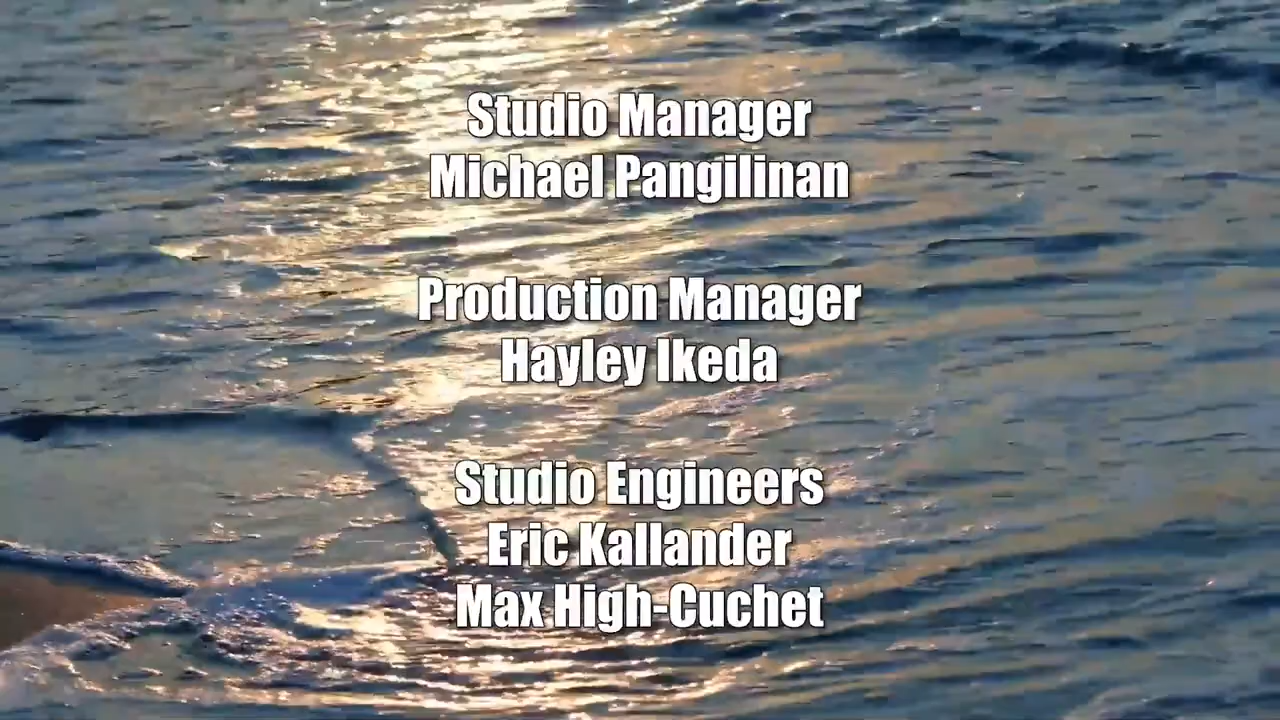 Studio Manager
Michael Pangilinan
Production Manager
Hayley Ikeda
Studio Engineers
Eric Kallander
Max High-Cuchet